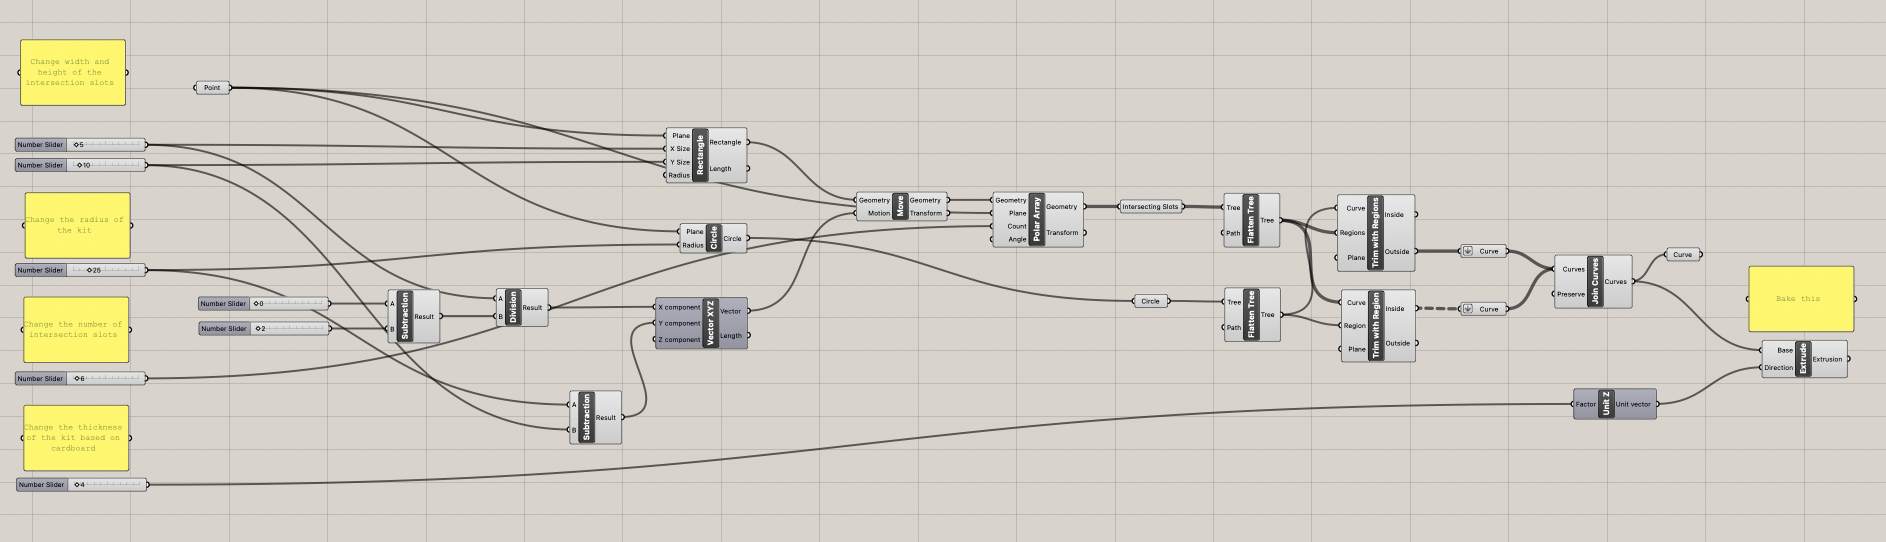 Change width and
height of the
intersection slots
Point
Number Slider 5
Number Slider 10
Plane
X Size
Y Size
Radius
Rectangle
Rectangle
Length
Change the radius of
the kit
Number Slider 25
Plane
Radius
Circle
Circle
Geometry
Motion
Move
Geometry
Transform
Geometry
Plane
Count
Angle
Polar Array
Geometry
Transform
Intersecting Slots
Tree
Path
Flatten Tree
Tree
Curve
Regions
Plane
Trim with Regions
Inside
Outside
Curve
Curves
Preserve
Join Curves
Curves
Curve
Bake this
Number Slider 0
Number Slider 2
A
B
Subtraction
Result
A
B
Division
Result
X component
Y component
Z component
Vector XYZ
Vector
Length
Circle
Tree
Path
Flatten Tree
Tree
Curve
Region
Plane
Trim with Region
Inside
Outside
Curve
Change the number of
intersection slots
Number Slider 6
Base
Direction
Extrude
Extrusion
A
B
Subtraction
Result
Factor
Unit Z
Unit vector
Change the thickness
of the kit based on
cardboard
Number Slider 4